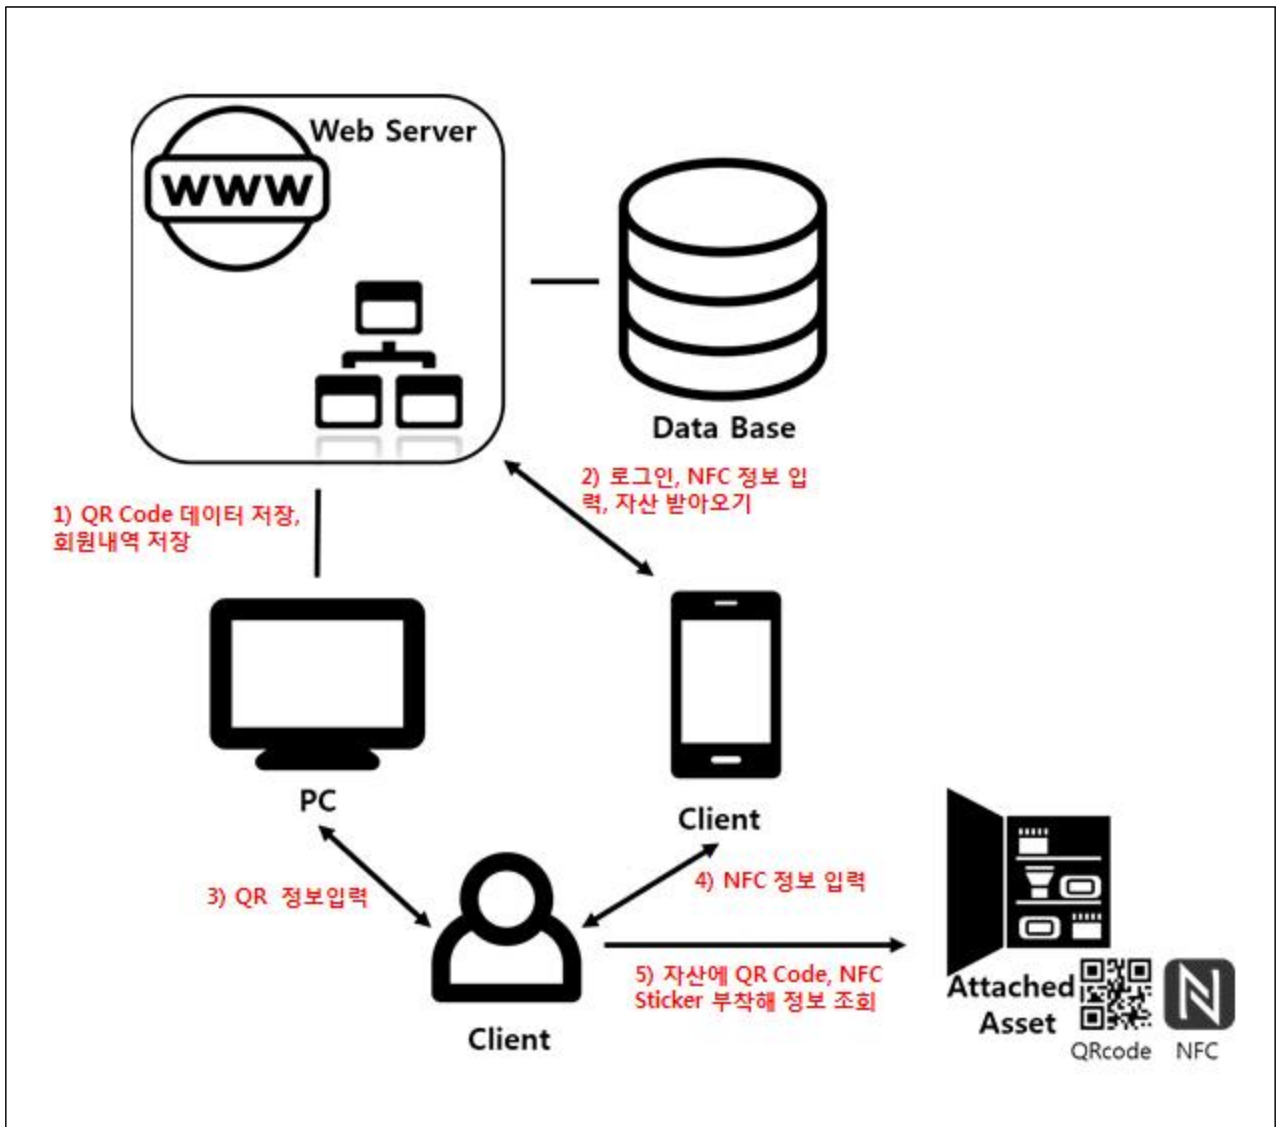 Web Server
WWW
Data Base
2) 로그인, NFC 정보 입
력, 자산 받아오기
1) QR Code 데이터 저장,
회원내역 저장
PC
Client
3) QR 정보입력
4) NFC 정보 입력
5) 자산에 QR Code, NFC
Sticker 부착해 정보 조회
Client
Attached
Asset
QRcode NFC